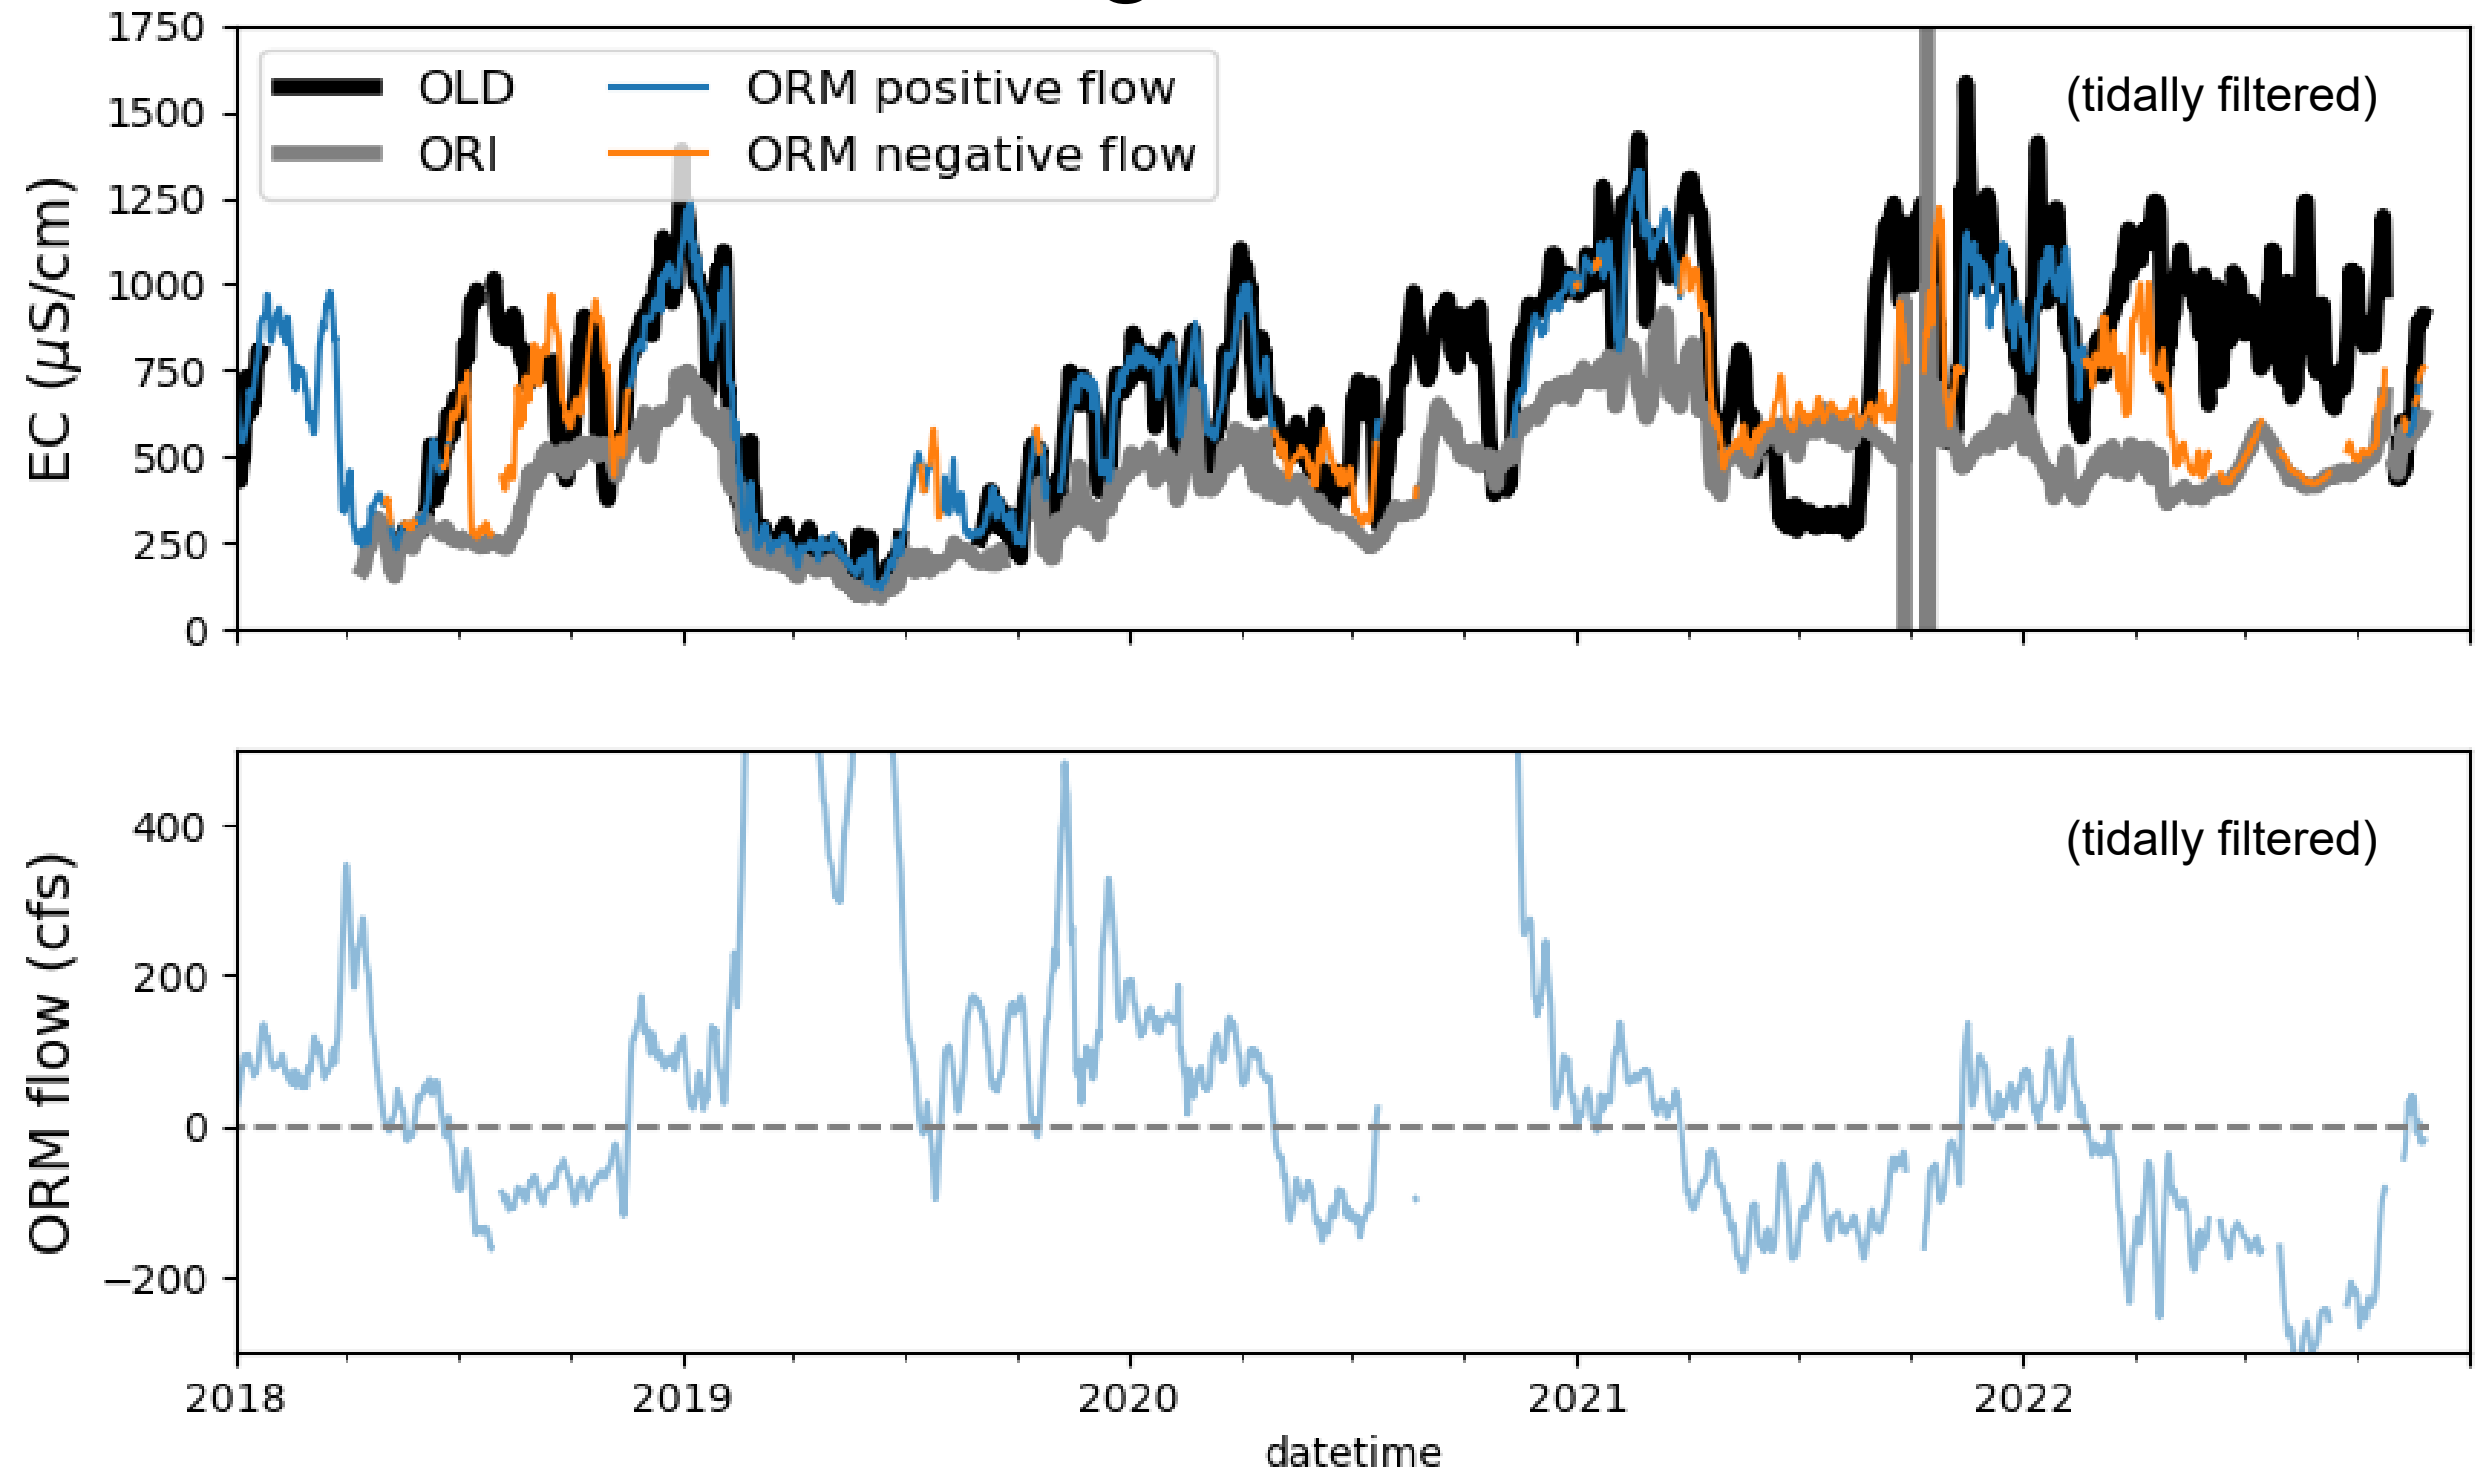 1750
1500
1250
1000
750
500
250
0
EC (μS/cm)
OLD
ORI
ORM positive flow
ORM negative flow
(tidally filtered)
400
200
0
−200
ORM flow (cfs)
(tidally filtered)
2018
2019
2020
2021
2022
datetime